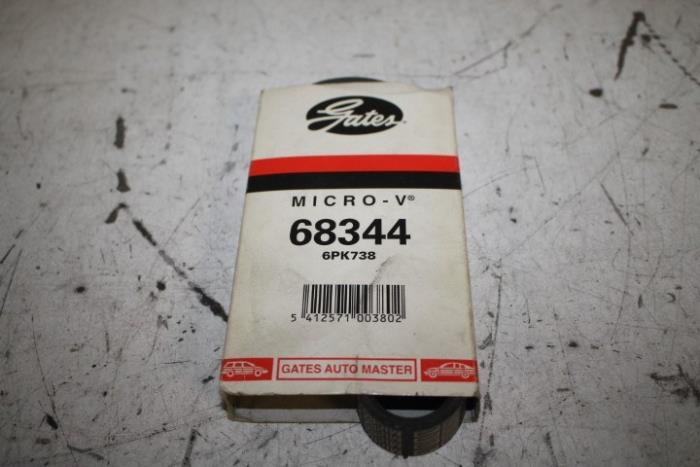 Gates
MICRO-V®
68344
6PK738
5 412571 003802
GATES AUTO MASTER